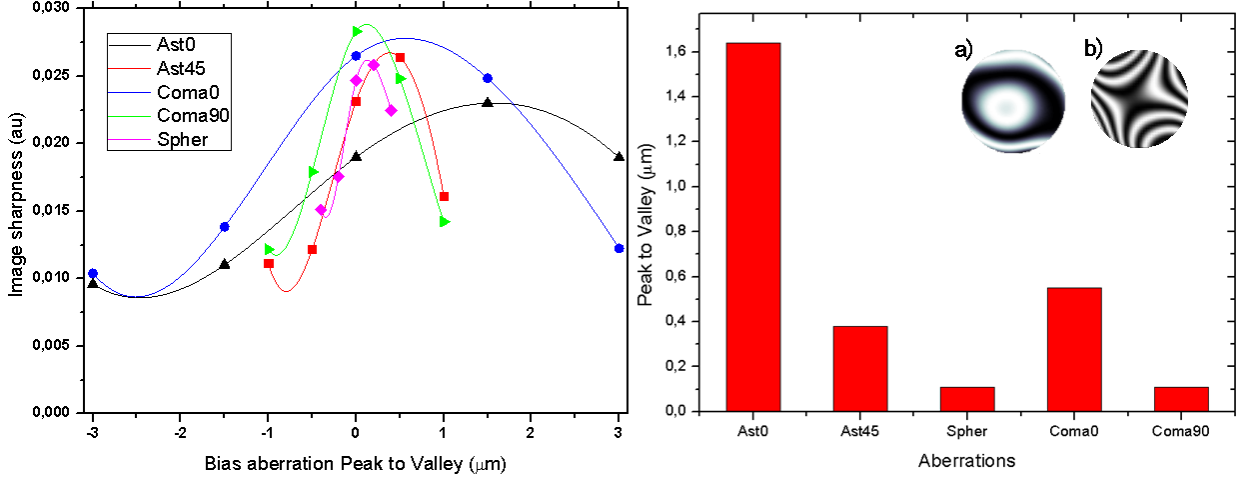 0,030
0,025
0,020
0,015
0,010
0,005
0,000
Image sharpness (au)
Ast0
Ast45
Coma0
Coma90
Spher
-3 -2 -1 0 1 2 3
Bias aberration Peak to Valley (μm)
1,6
1,4
1,2
1,0
0,8
0,6
0,4
0,2
0,0
Peak to Valley (μm)
a) b)
Ast0 Ast45 Spher Coma0 Coma90
Aberrations